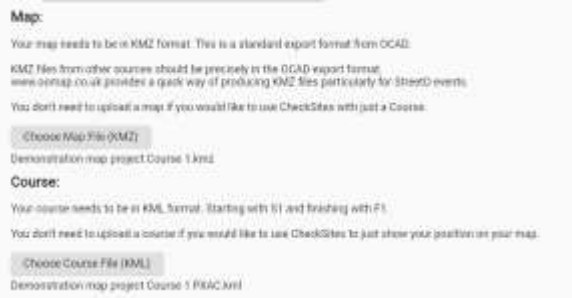 Map:
Your map needs to be in KMZ format. This is a standard export format from OCAD.
KMZ files from other sources should be precisely in the OCAD export format.
www.oomap.co.uk provides a quick way of producing KMZ files particularly for StreetO events.
You don't need to upload a map if you would like to use CheckSites with just a Course.
Choose Map File (KMZ)
Demonstration map project Course 1.kmz
Course:
Your course needs to be in KML format. Starting with S1 and finishing with F1.
You don't need to upload a course if you would like to use CheckSites to just show your position on your map.
Choose Course File (KML)
Demonstration map project Course 1 PXAC.kml